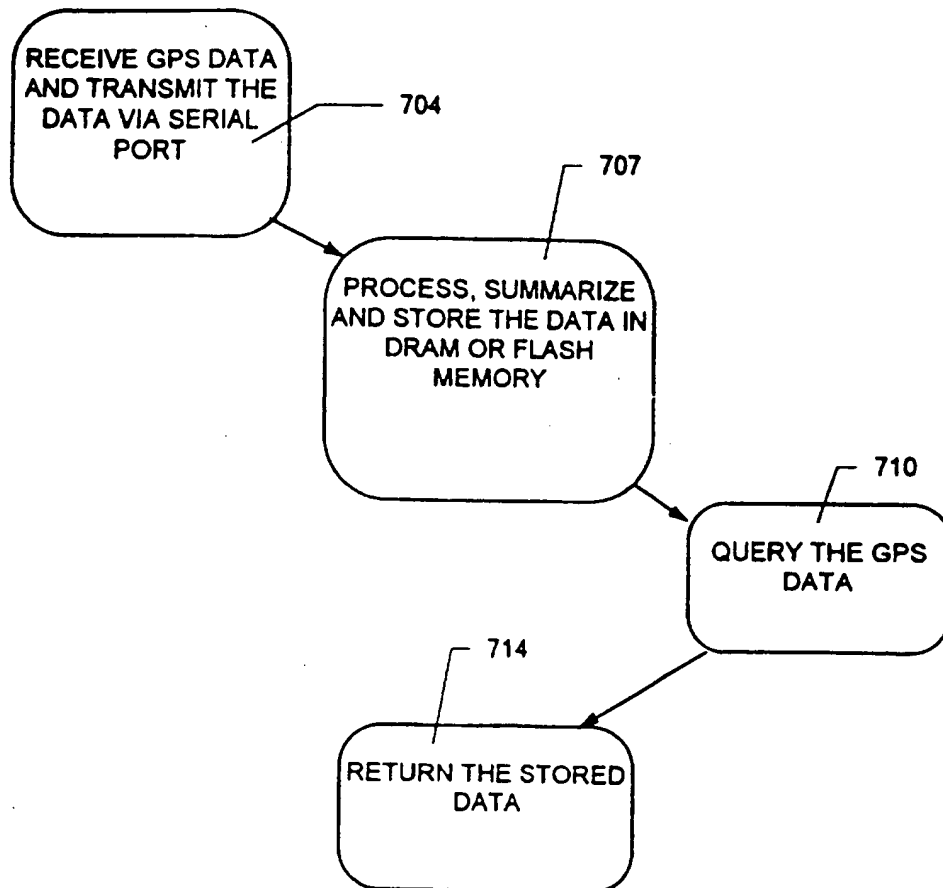 RECEIVE GPS DATA
AND TRANSMIT THE
DATA VIA SERIAL
PORT
704
707
PROCESS, SUMMARIZE
AND STORE THE DATA IN
DRAM OR FLASH
MEMORY
710
QUERY THE GPS
DATA
714
RETURN THE STORED
DATA